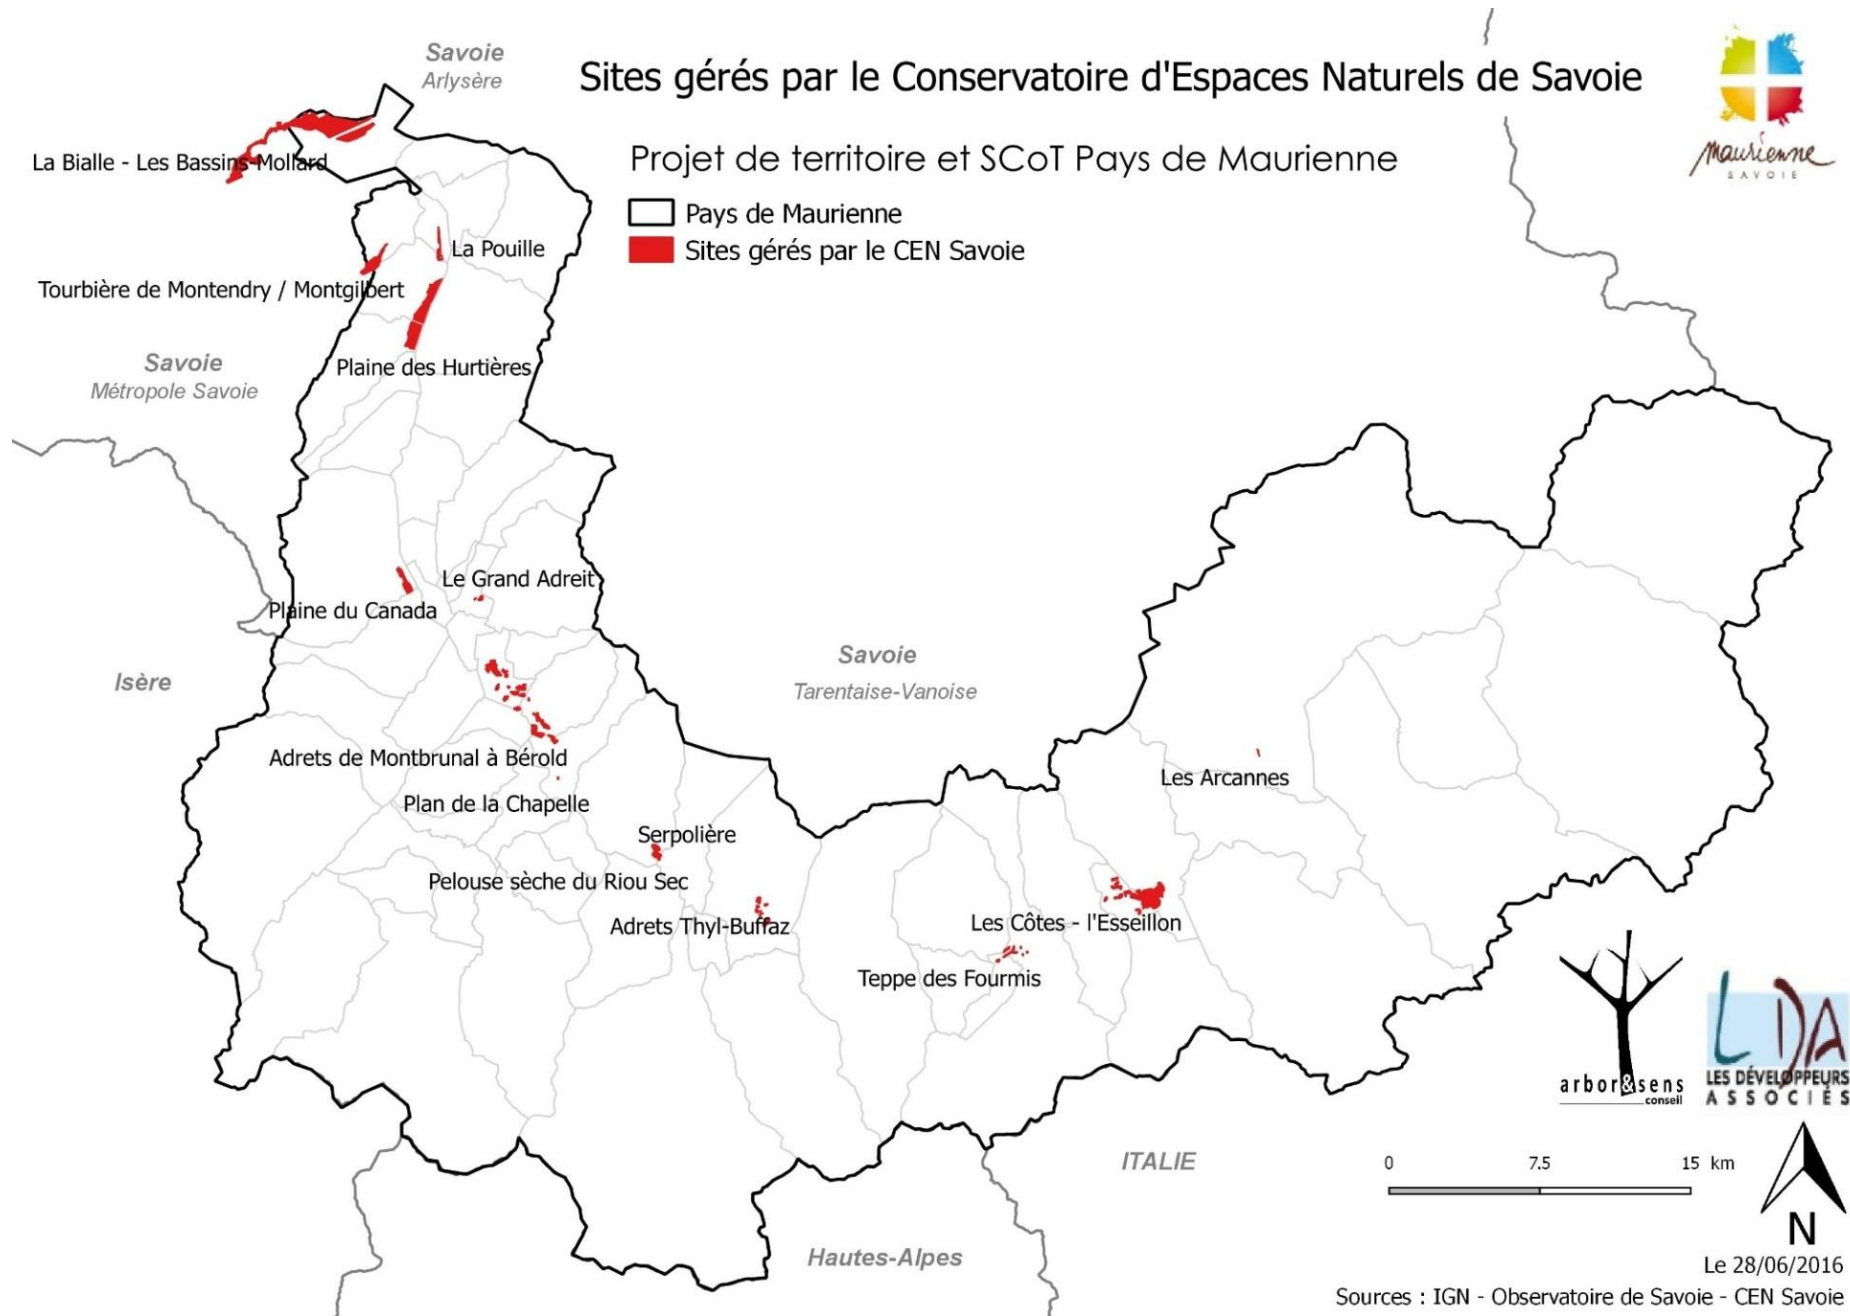 Savoie
Arlysère
Sites gérés par le Conservatoire d'Espaces Naturels de Savoie
maurienne
SAVOIE
Projet de territoire et SCoT Pays de Maurienne
La Bialle - Les Bassins-Mollard
Pays de Maurienne
Sites gérés par le CEN Savoie
La Pouille
Tourbière de Montendry / Montgilbert
Savoie
Métropole Savoie
Plaine des Hurtières
Le Grand Adreit
Plaine du Canada
Isère
Savoie
Tarentaise-Vanoise
Adrets de Montbrunal à Bérold
Les Arcannes
Plan de la Chapelle
Serpolière
Pelouse sèche du Riou Sec
Adrets Thyl-Buffaz
Les Côtes - l'Esseillon
Teppe des Fourmis
arbor&sens
conseil
LDA
LES DÉVELOPPEURS
ASSOCIÉS
ITALIE
0 7.5 15 km
Hautes-Alpes
N
Le 28/06/2016
Sources : IGN - Observatoire de Savoie - CEN Savoie